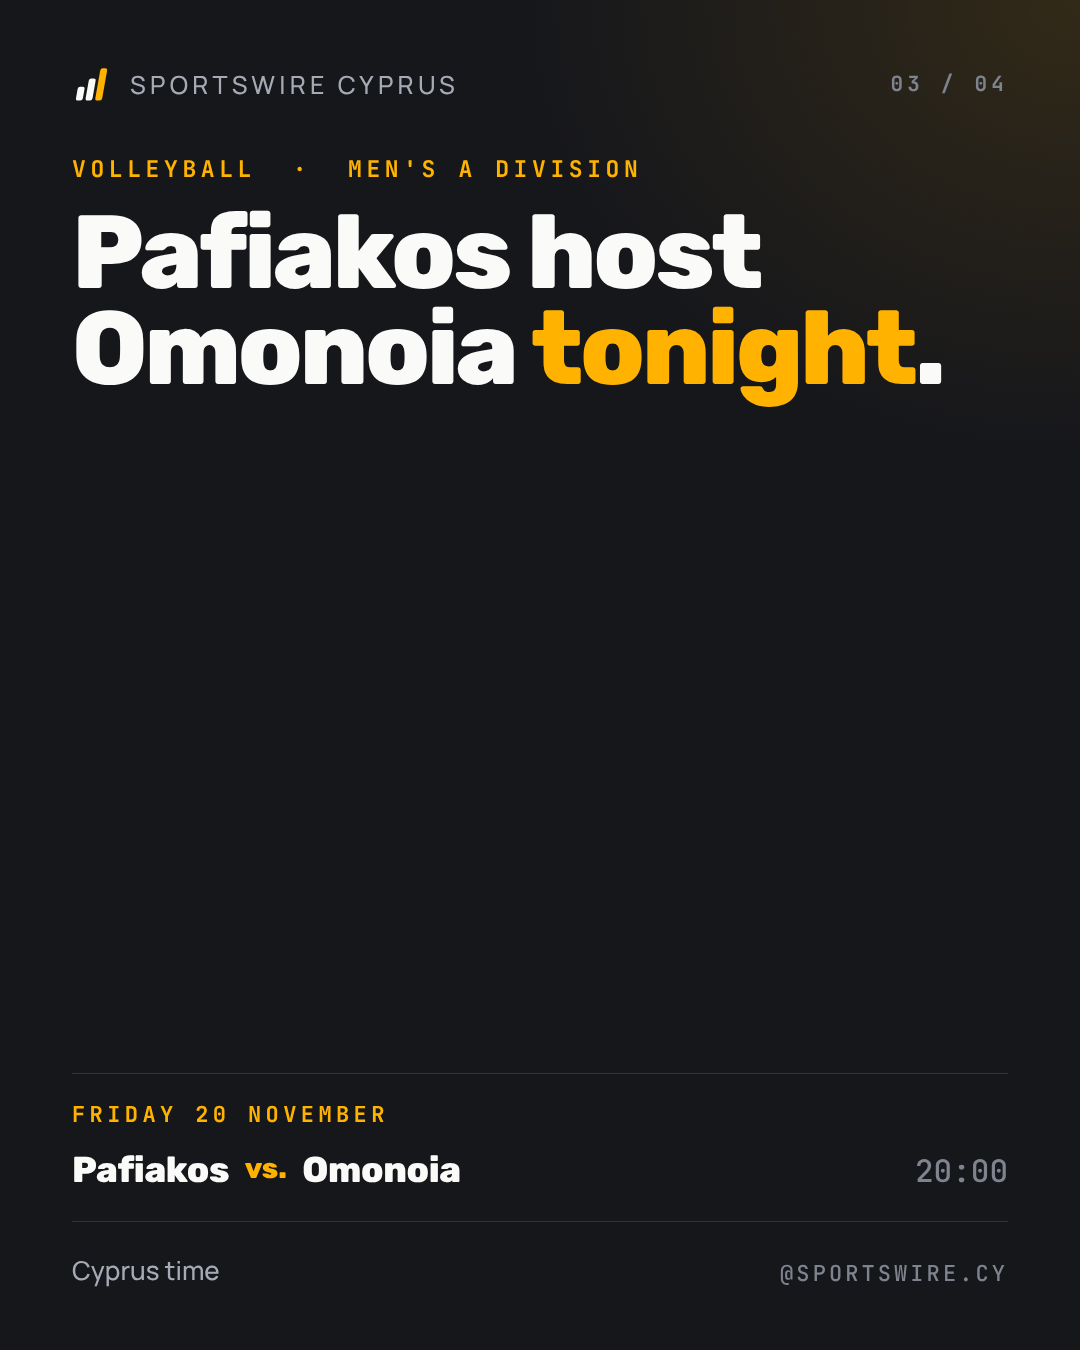 SPORTSWIRE CYPRUS
03 / 04
VOLLEYBALL · MEN'S A DIVISION
Pafiakos host
Omonoia tonight.
FRIDAY 20 NOVEMBER
Pafiakos vs. Omonoia
20:00
Cyprus time
@SPORTSWIRE.CY